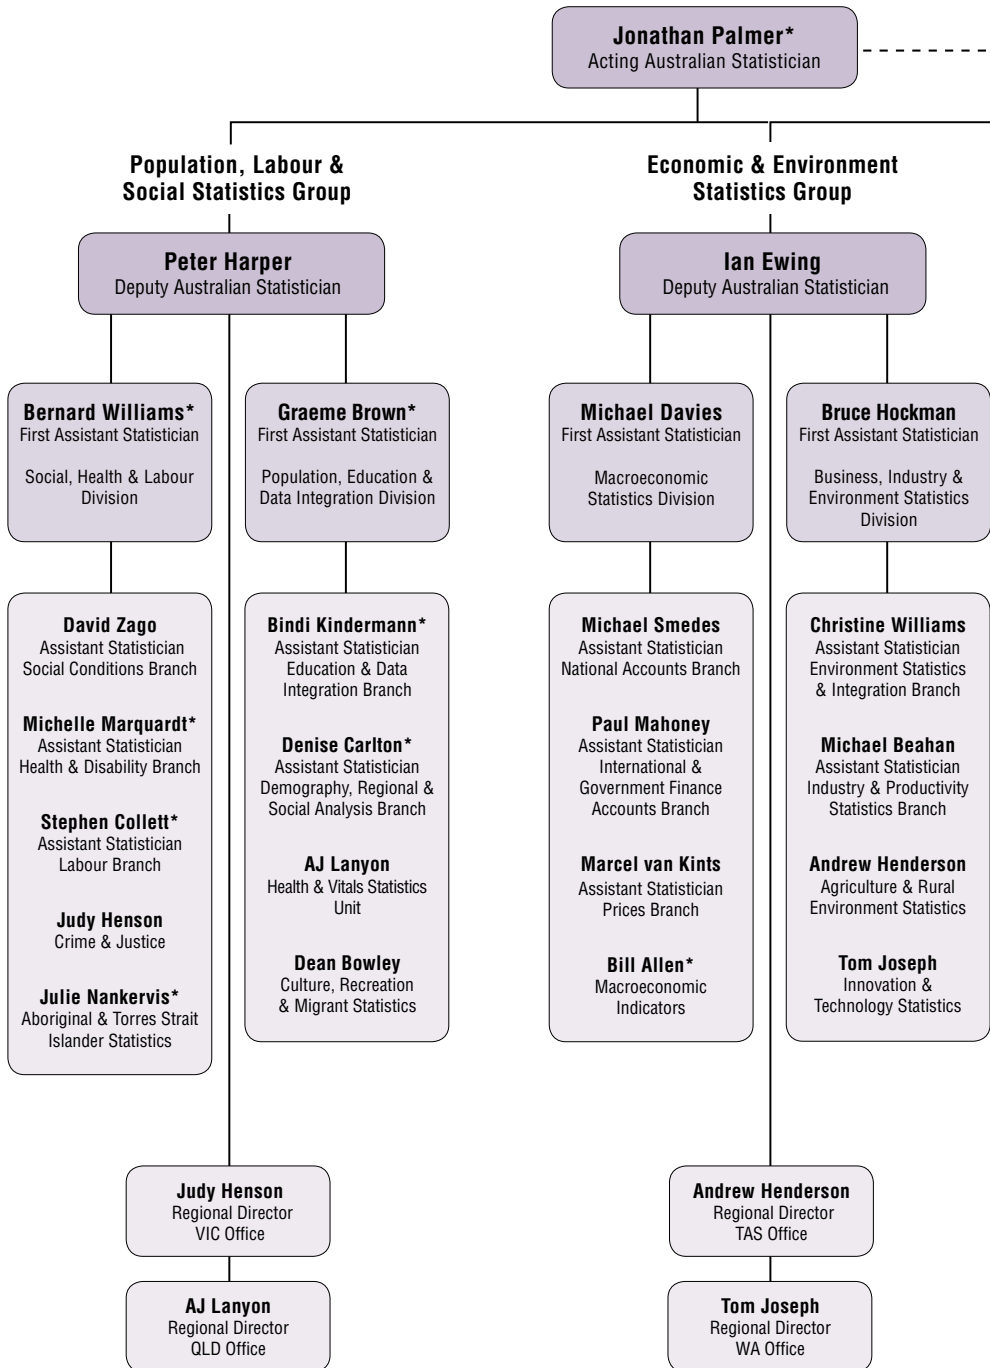 Jonathan Palmer*
Acting Australian Statistician
Population, Labour &
Social Statistics Group
Economic & Environment
Statistics Group
Peter Harper
Deputy Australian Statistician
Ian Ewing
Deputy Australian Statistician
Bernard Williams*
First Assistant Statistician
Social, Health & Labour
Division
Graeme Brown*
First Assistant Statistician
Population, Education &
Data Integration Division
Michael Davies
First Assistant Statistician
Macroeconomic
Statistics Division
Bruce Hockman
First Assistant Statistician
Business, Industry &
Environment Statistics
Division
David Zago
Assistant Statistician
Social Conditions Branch
Michelle Marquardt*
Assistant Statistician
Health & Disability Branch
Stephen Collett*
Assistant Statistician
Labour Branch
Judy Henson
Crime & Justice
Julie Nankervis*
Aboriginal & Torres Strait
Islander Statistics
Bindi Kindermann*
Assistant Statistician
Education & Data
Integration Branch
Denise Carlton*
Assistant Statistician
Demography, Regional &
Social Analysis Branch
AJ Lanyon
Health & Vitals Statistics
Unit
Dean Bowley
Culture, Recreation
& Migrant Statistics
Michael Smedes
Assistant Statistician
National Accounts Branch
Paul Mahoney
Assistant Statistician
International &
Government Finance
Accounts Branch
Marcel van Kints
Assistant Statistician
Prices Branch
Bill Allen*
Macroeconomic
Indicators
Christine Williams
Assistant Statistician
Environment Statistics
& Integration Branch
Michael Beahan
Assistant Statistician
Industry & Productivity
Statistics Branch
Andrew Henderson
Agriculture & Rural
Environment Statistics
Tom Joseph
Innovation &
Technology Statistics
Judy Henson
Regional Director
VIC Office
Andrew Henderson
Regional Director
TAS Office
AJ Lanyon
Regional Director
QLD Office
Tom Joseph
Regional Director
WA Office